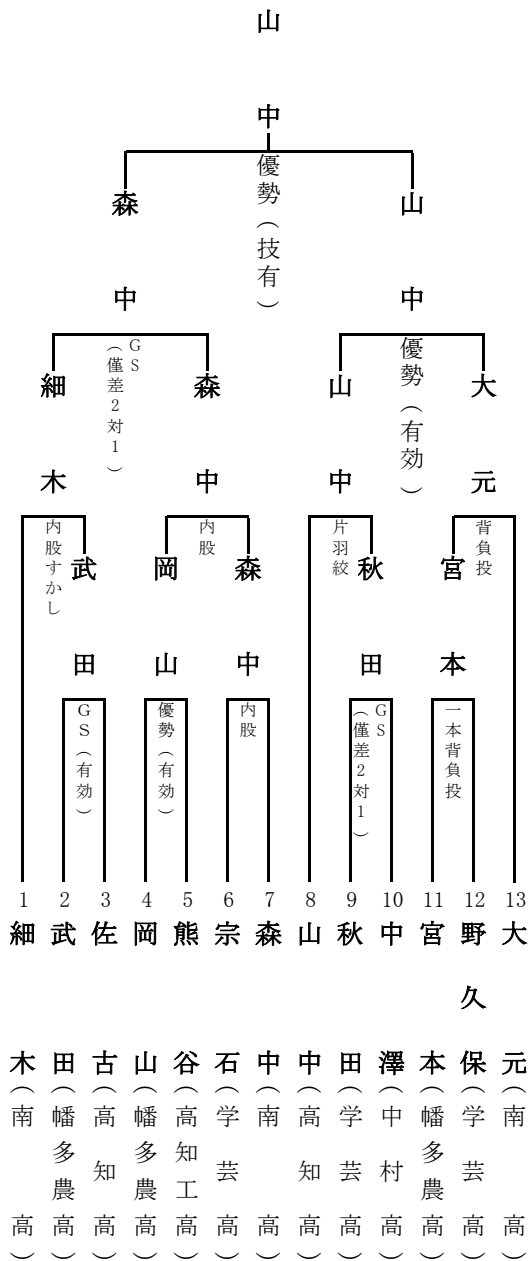 山中
優勢（技有）
森中
山中
GS
（僅差2対1）
優勢（有効）
細木
森中
山中
大元
内股すかし
内股
片羽絞
背負投
武田
岡山
森中
秋田
宮本
GS（有効）
優勢（有効）
内股
GS
（僅差2対1）
一本背負投
1 細木（南高）
2 武田（幡多農高）
3 佐古（高知高）
4 岡山（幡多農高）
5 熊谷（高知工高）
6 宗石（学芸高）
7 森中（南高）
8 山中（高知高）
9 秋田（学芸高）
10 中澤（中村高）
11 宮本（幡多農高）
12 野久保（学芸高）
13 大元（南高）